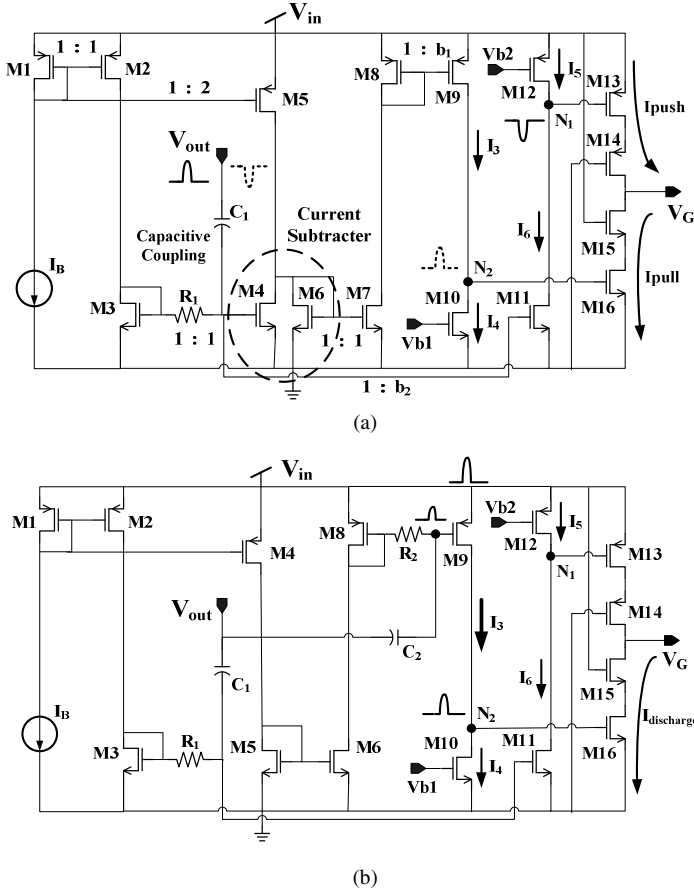 V_in
1 : 1
M1
M2
M8
1 : b_1
M9
Vb2
M12
I_5
M13
1 : 2
M5
N_1
Ipush
V_out
M14
I_3
C_1
Capacitive
Coupling
Current
Subtracter
V_G
I_6
M15
I_B
N_2
Ipull
M3
R_1
M4
M6
M7
M10
M11
M16
1 : 1
1 : 1
Vb1
I_4
1 : b_2
(a)
V_in
M1
M2
M8
R_2
M9
Vb2
M12
I_5
M13
M4
N_1
V_out
M14
I_3
C_2
V_G
C_1
I_6
M15
I_B
N_2
I_discharge
M3
R_1
M5
M6
M10
M11
M16
Vb1
I_4
(b)